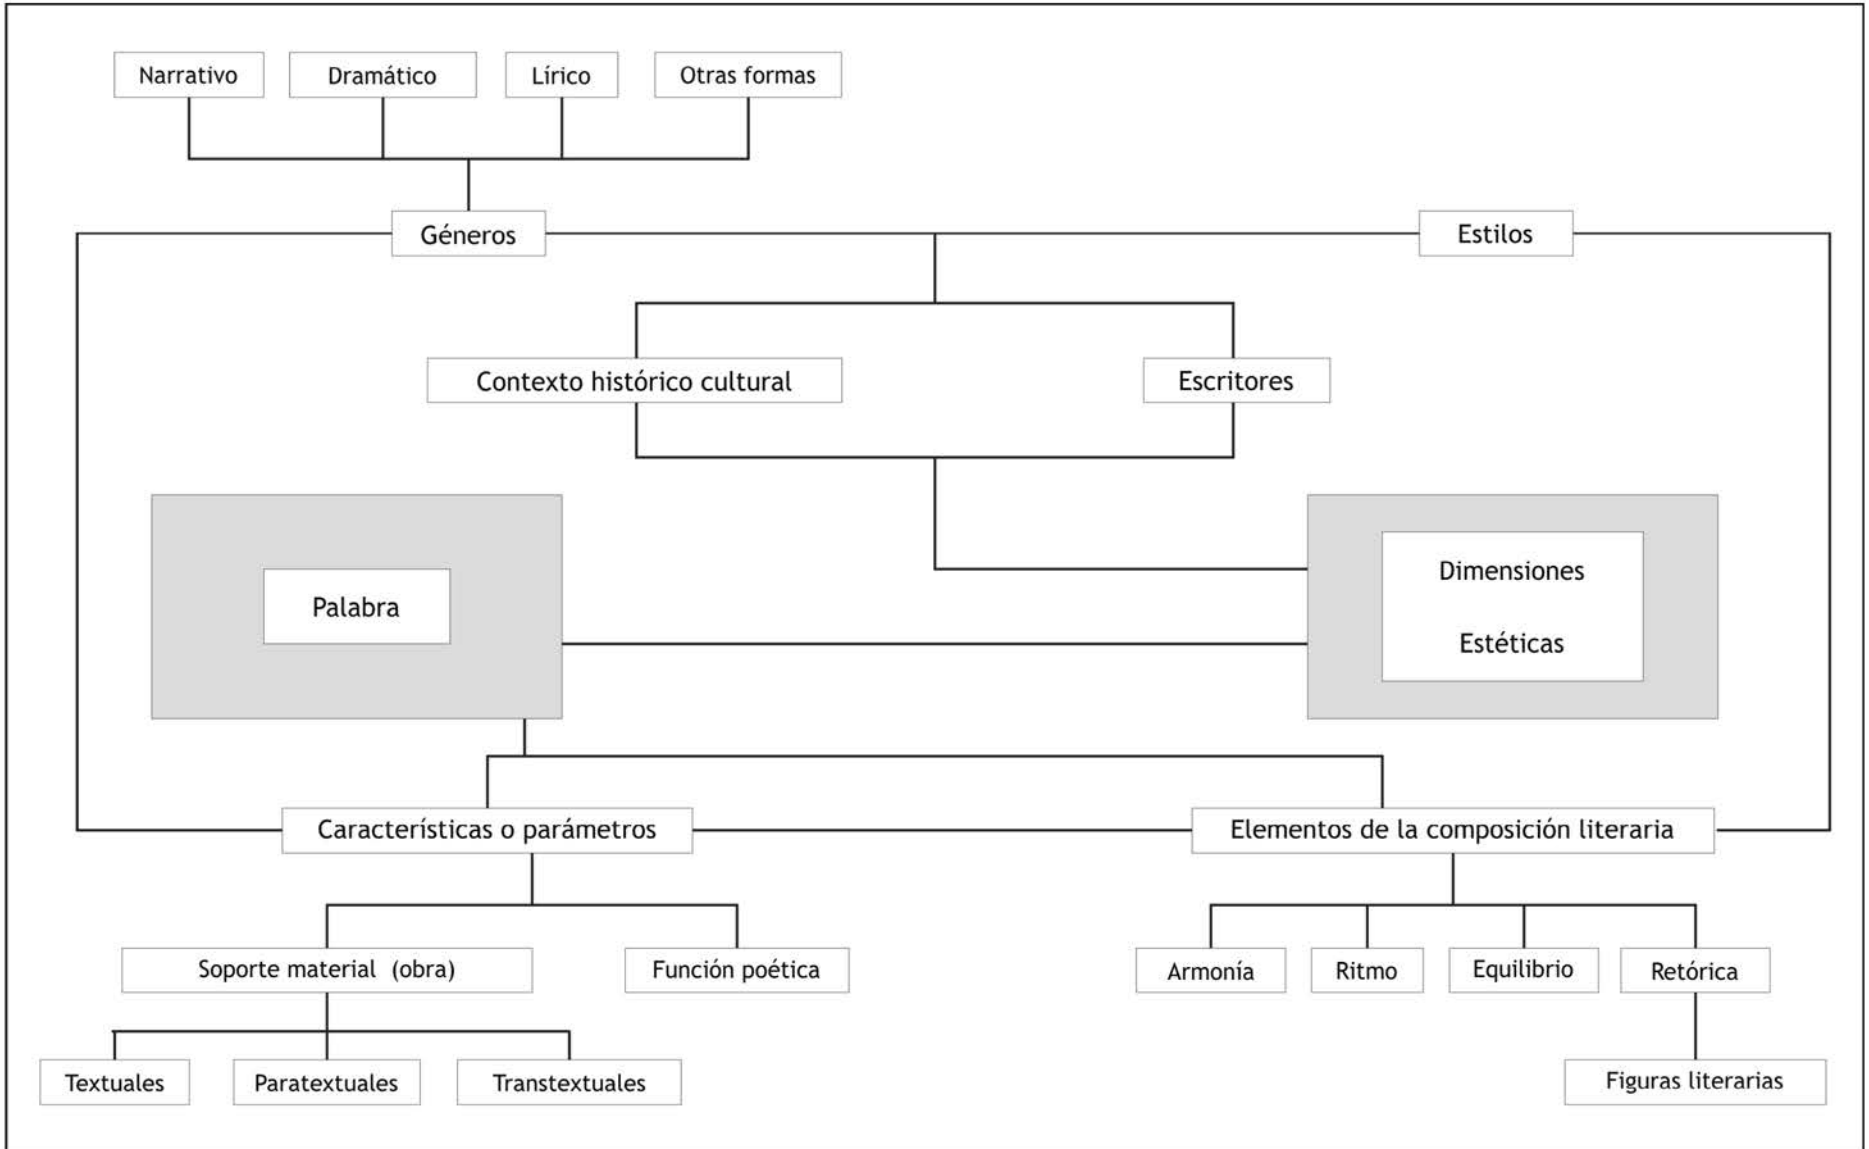 Narrativo
Dramático
Lírico
Otras formas
Géneros
Estilos
Contexto histórico cultural
Escritores
Palabra
Dimensiones
Estéticas
Características o parámetros
Elementos de la composición literaria
Soporte material (obra)
Función poética
Armonía
Ritmo
Equilibrio
Retórica
Textuales
Paratextuales
Transtextuales
Figuras literarias